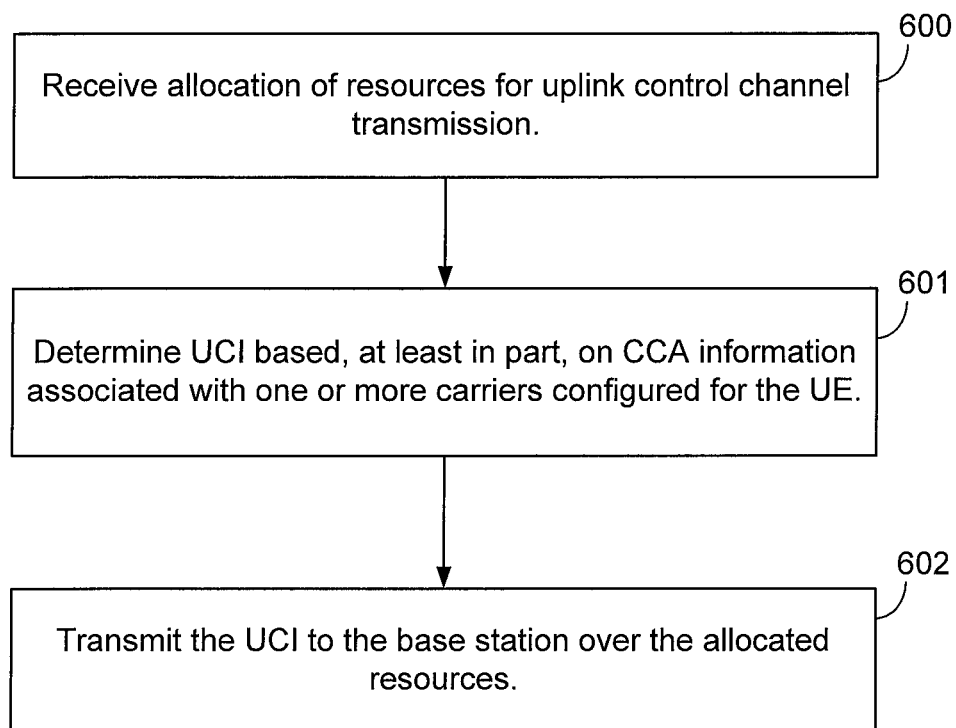 600
Receive allocation of resources for uplink control channel
transmission.
601
Determine UCI based, at least in part, on CCA information
associated with one or more carriers configured for the UE.
602
Transmit the UCI to the base station over the allocated
resources.